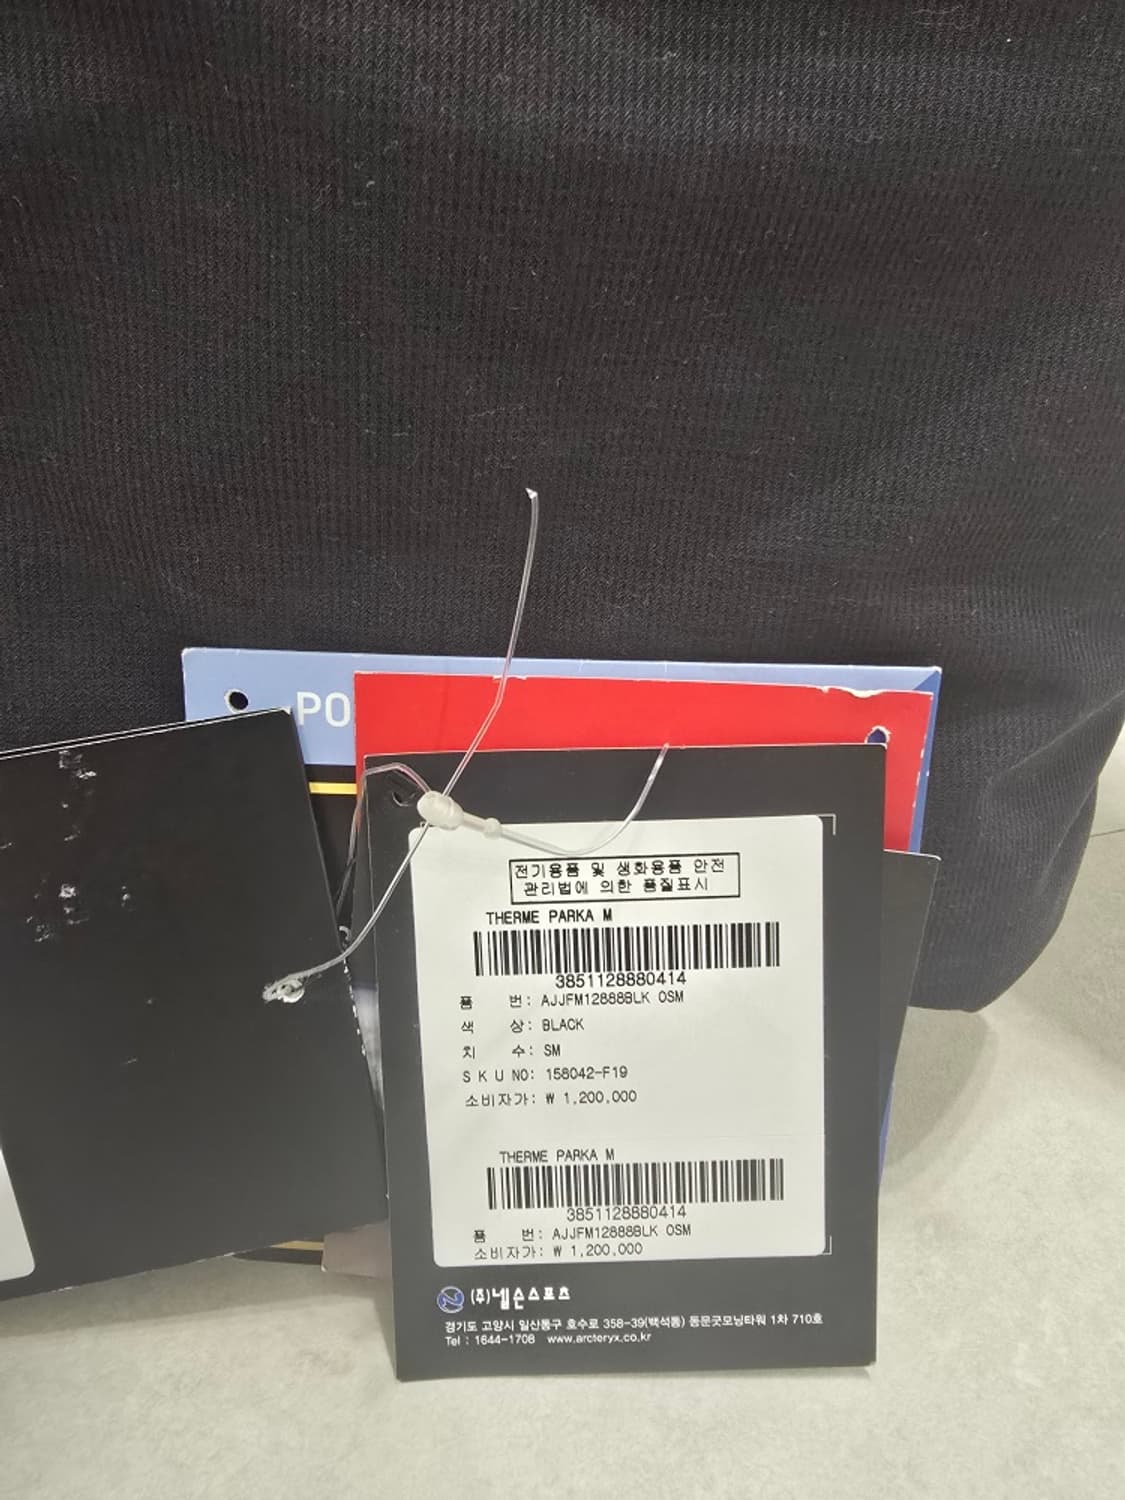 PO
전기용품 및 생화용품 안전
관리법에 의한 품질표시
THERME PARKA M
3851128880414
품 번: AJJFM12888BLK OSM
색 상: BLACK
치 수: SM
S K U NO: 158042-F19
소비자가: ₩ 1,200,000
THERME PARKA M
3851128880414
품 번: AJJFM12888BLK OSM
소비자가: ₩ 1,200,000
(주)넬슨스포츠
경기도 고양시 일산동구 호수로 358-39(백석동) 동문굿모닝타워 1차 710호
Tel : 1644-1708 www.arcteryx.co.kr